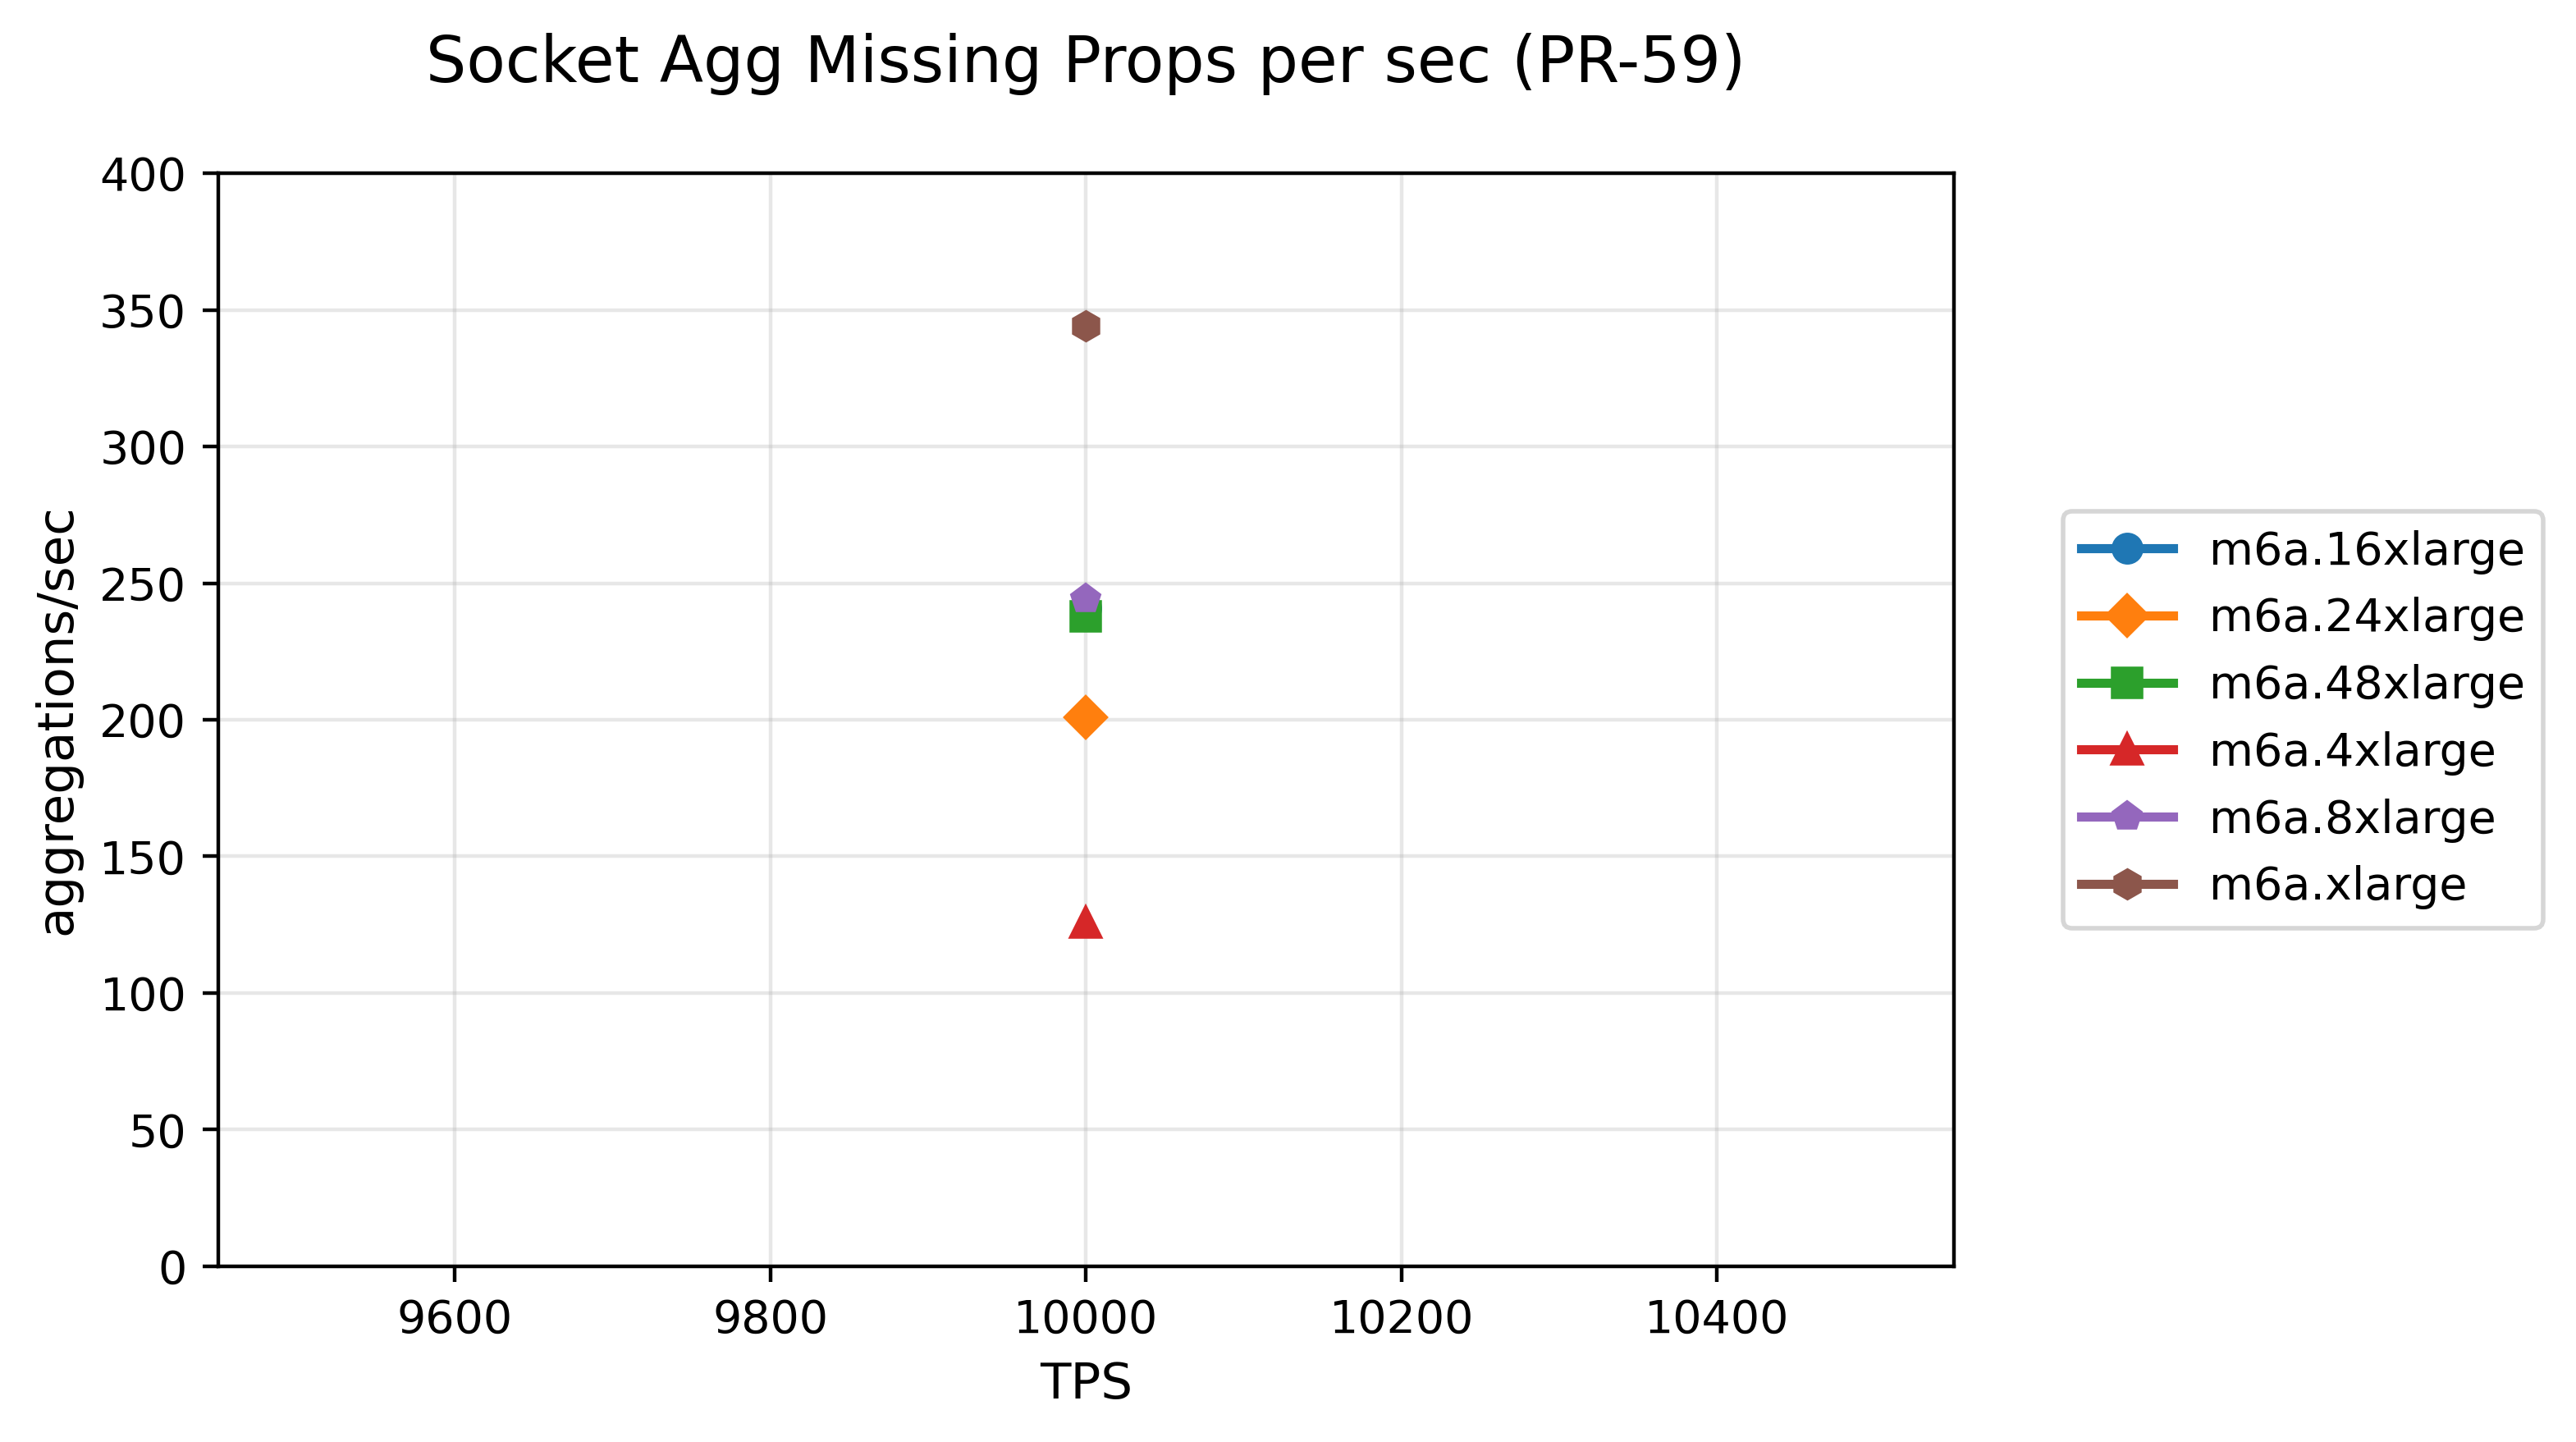 Socket Agg Missing Props per sec (PR-59)
400
350
300
250
200
150
100
50
0
aggregations/sec
9600 9800 10000 10200 10400
TPS
m6a.16xlarge
m6a.24xlarge
m6a.48xlarge
m6a.4xlarge
m6a.8xlarge
m6a.xlarge